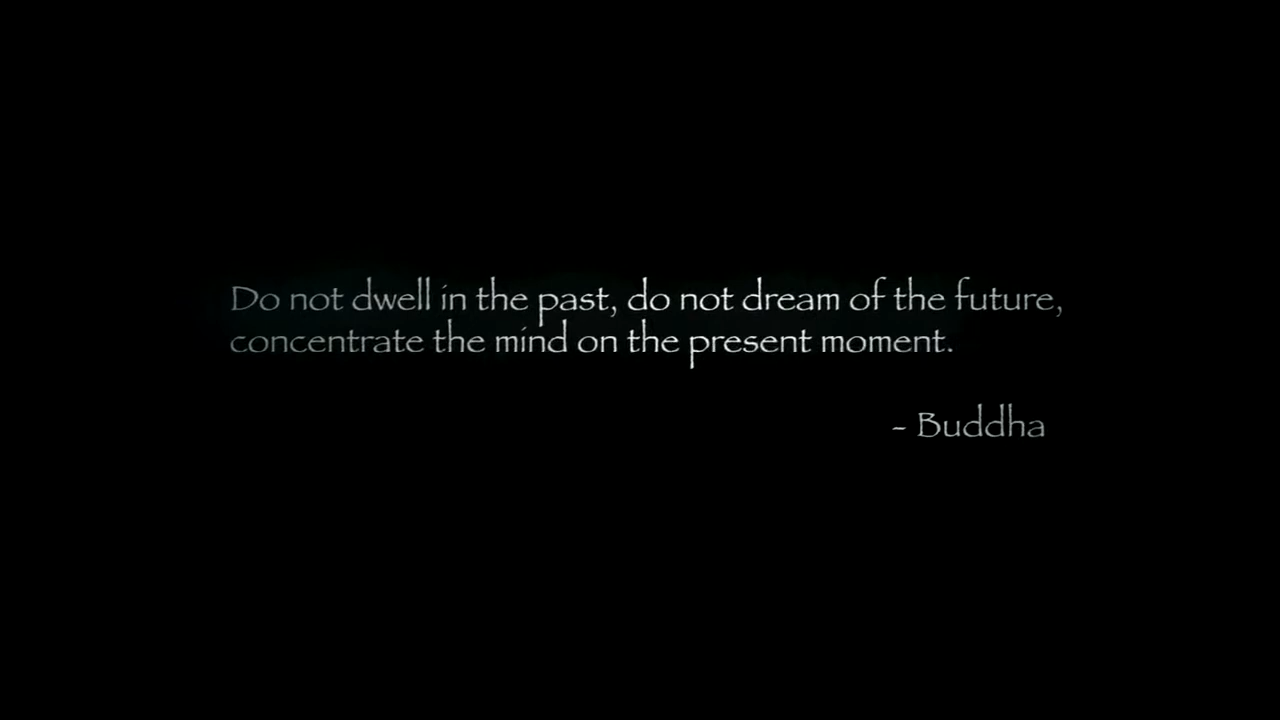 Do not dwell in the past, do not dream of the future,
concentrate the mind on the present moment.
- Buddha